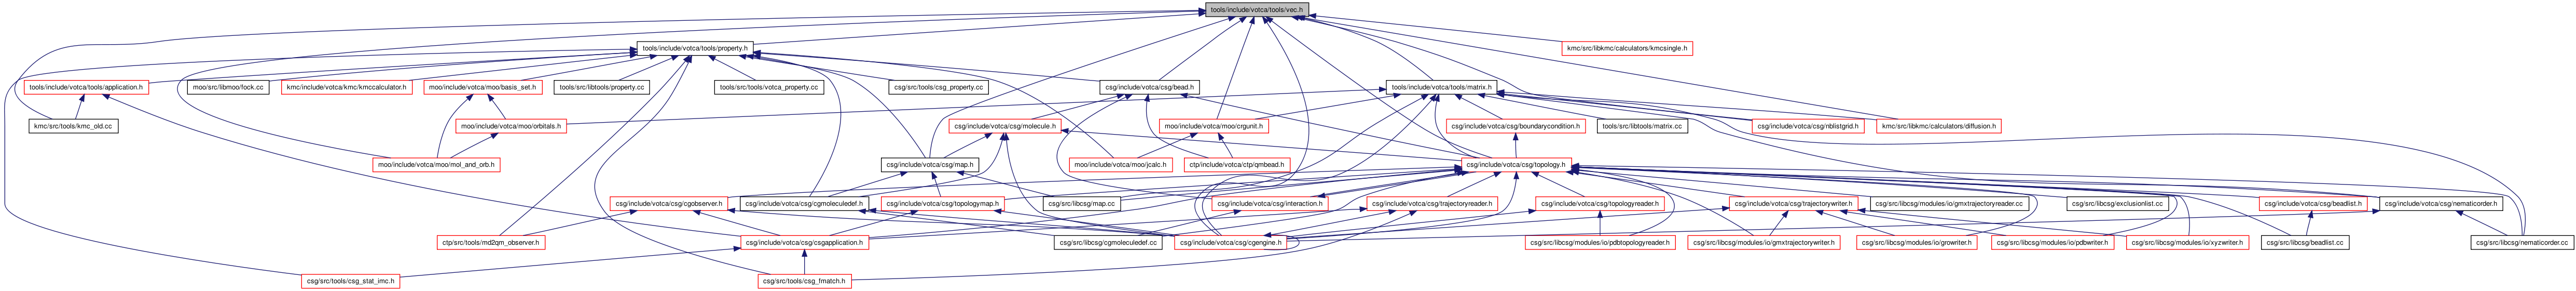 tools/include/votca/tools/vec.h
tools/include/votca/tools/property.h
kmc/src/libkmc/calculators/kmcsingle.h
tools/include/votca/tools/application.h
moo/src/libmoo/fock.cc
kmc/include/votca/kmc/kmccalculator.h
moo/include/votca/moo/basis_set.h
tools/src/libtools/property.cc
tools/src/tools/votca_property.cc
csg/src/tools/csg_property.cc
csg/include/votca/csg/bead.h
tools/include/votca/tools/matrix.h
kmc/src/tools/kmc_old.cc
moo/include/votca/moo/orbitals.h
csg/include/votca/csg/molecule.h
moo/include/votca/moo/crgunit.h
csg/include/votca/csg/boundarycondition.h
tools/src/libtools/matrix.cc
csg/include/votca/csg/nblistgrid.h
kmc/src/libkmc/calculators/diffusion.h
moo/include/votca/moo/mol_and_orb.h
csg/include/votca/csg/map.h
moo/include/votca/moo/jcalc.h
ctp/include/votca/ctp/qmbead.h
csg/include/votca/csg/topology.h
csg/include/votca/csg/cgobserver.h
csg/include/votca/csg/cgmoleculedef.h
csg/include/votca/csg/topologymap.h
csg/src/libcsg/map.cc
csg/include/votca/csg/interaction.h
csg/include/votca/csg/trajectoryreader.h
csg/include/votca/csg/topologyreader.h
csg/include/votca/csg/trajectorywriter.h
csg/src/libcsg/modules/io/gmxtrajectoryreader.cc
csg/src/libcsg/exclusionlist.cc
csg/include/votca/csg/beadlist.h
csg/include/votca/csg/nematicorder.h
ctp/src/tools/md2qm_observer.h
csg/include/votca/csg/csgapplication.h
csg/src/libcsg/cgmoleculedef.cc
csg/include/votca/csg/cgengine.h
csg/src/libcsg/modules/io/pdbtopologyreader.h
csg/src/libcsg/modules/io/gmxtrajectorywriter.h
csg/src/libcsg/modules/io/growriter.h
csg/src/libcsg/modules/io/pdbwriter.h
csg/src/libcsg/modules/io/xyzwriter.h
csg/src/libcsg/beadlist.cc
csg/src/libcsg/nematicorder.cc
csg/src/tools/csg_stat_imc.h
csg/src/tools/csg_fmatch.h